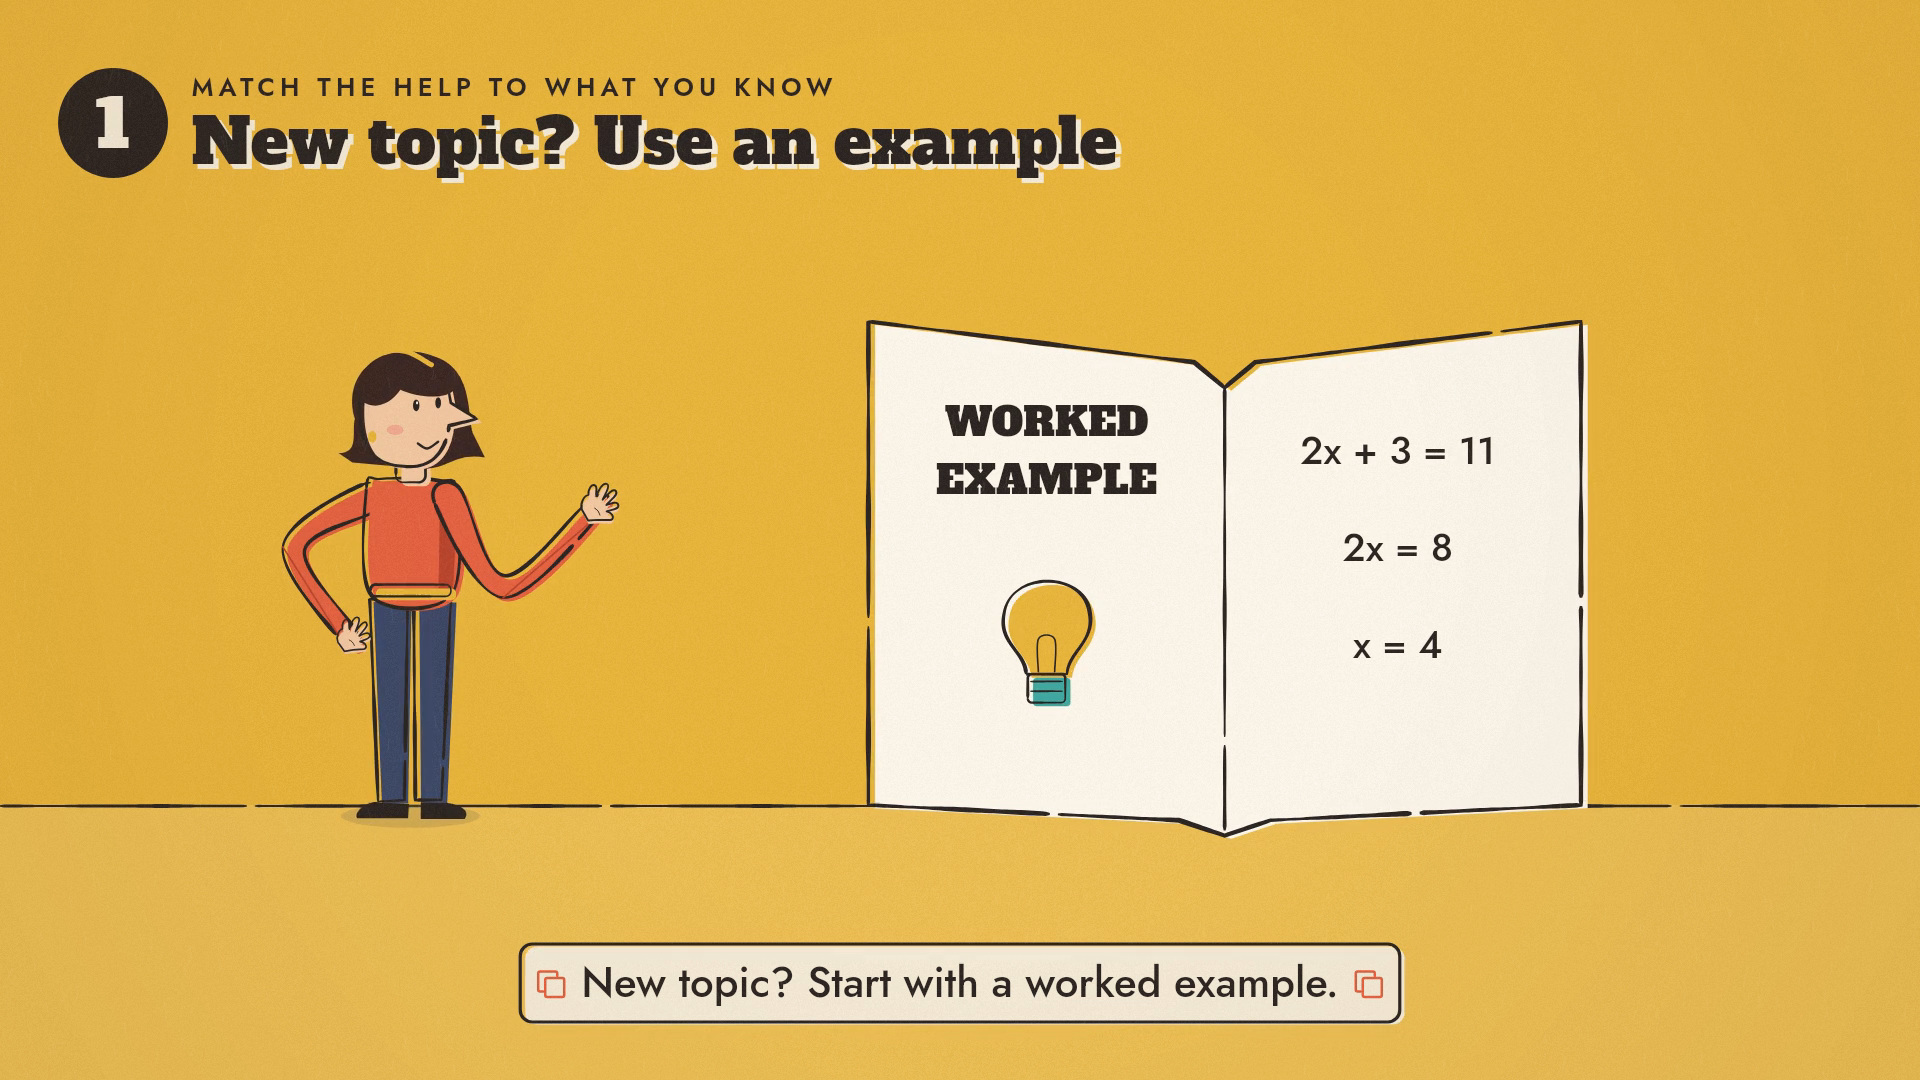 1
MATCH THE HELP TO WHAT YOU KNOW
New topic? Use an example
WORKED
EXAMPLE
2x + 3 = 11
2x = 8
x = 4
New topic? Start with a worked example.